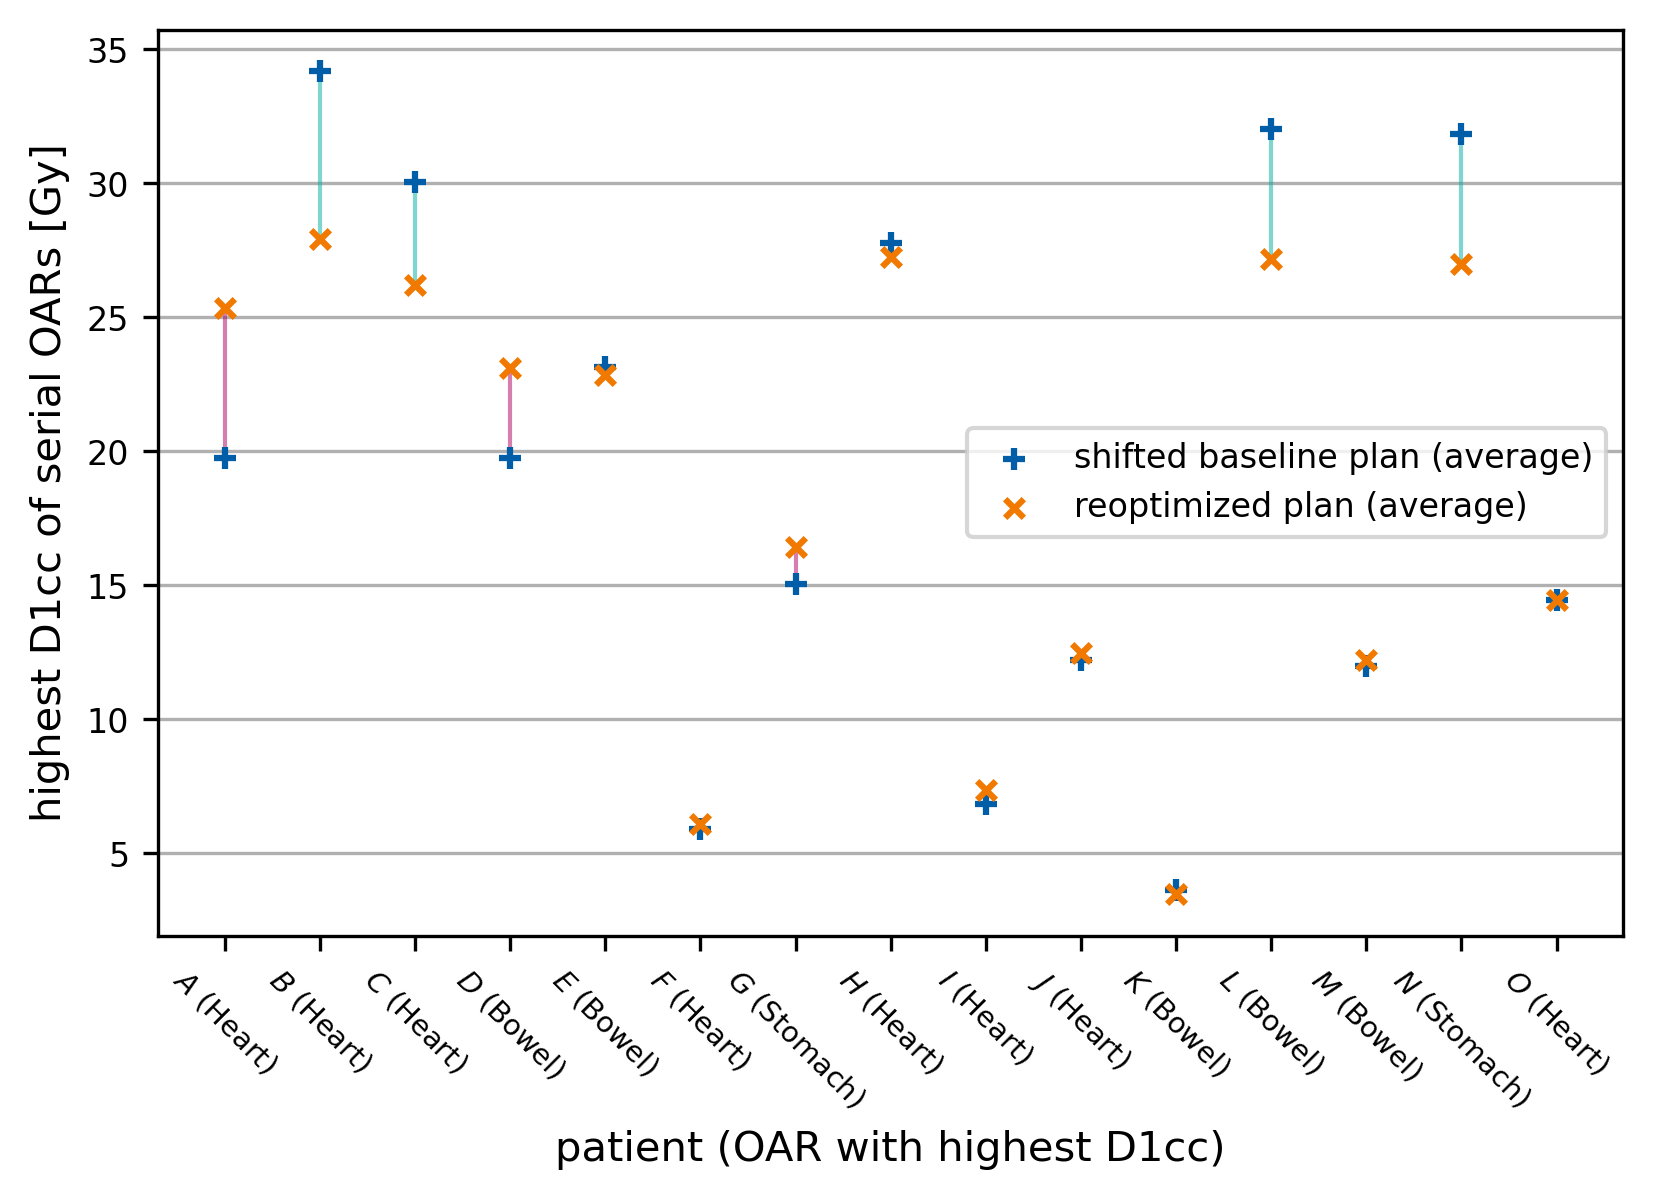 highest D1cc of serial OARs [Gy]
35
30
25
20
15
10
5
shifted baseline plan (average)
reoptimized plan (average)
A (Heart)
B (Heart)
C (Heart)
D (Bowel)
E (Bowel)
F (Heart)
G (Stomach)
H (Heart)
I (Heart)
J (Heart)
K (Bowel)
L (Bowel)
M (Bowel)
N (Stomach)
O (Heart)
patient (OAR with highest D1cc)